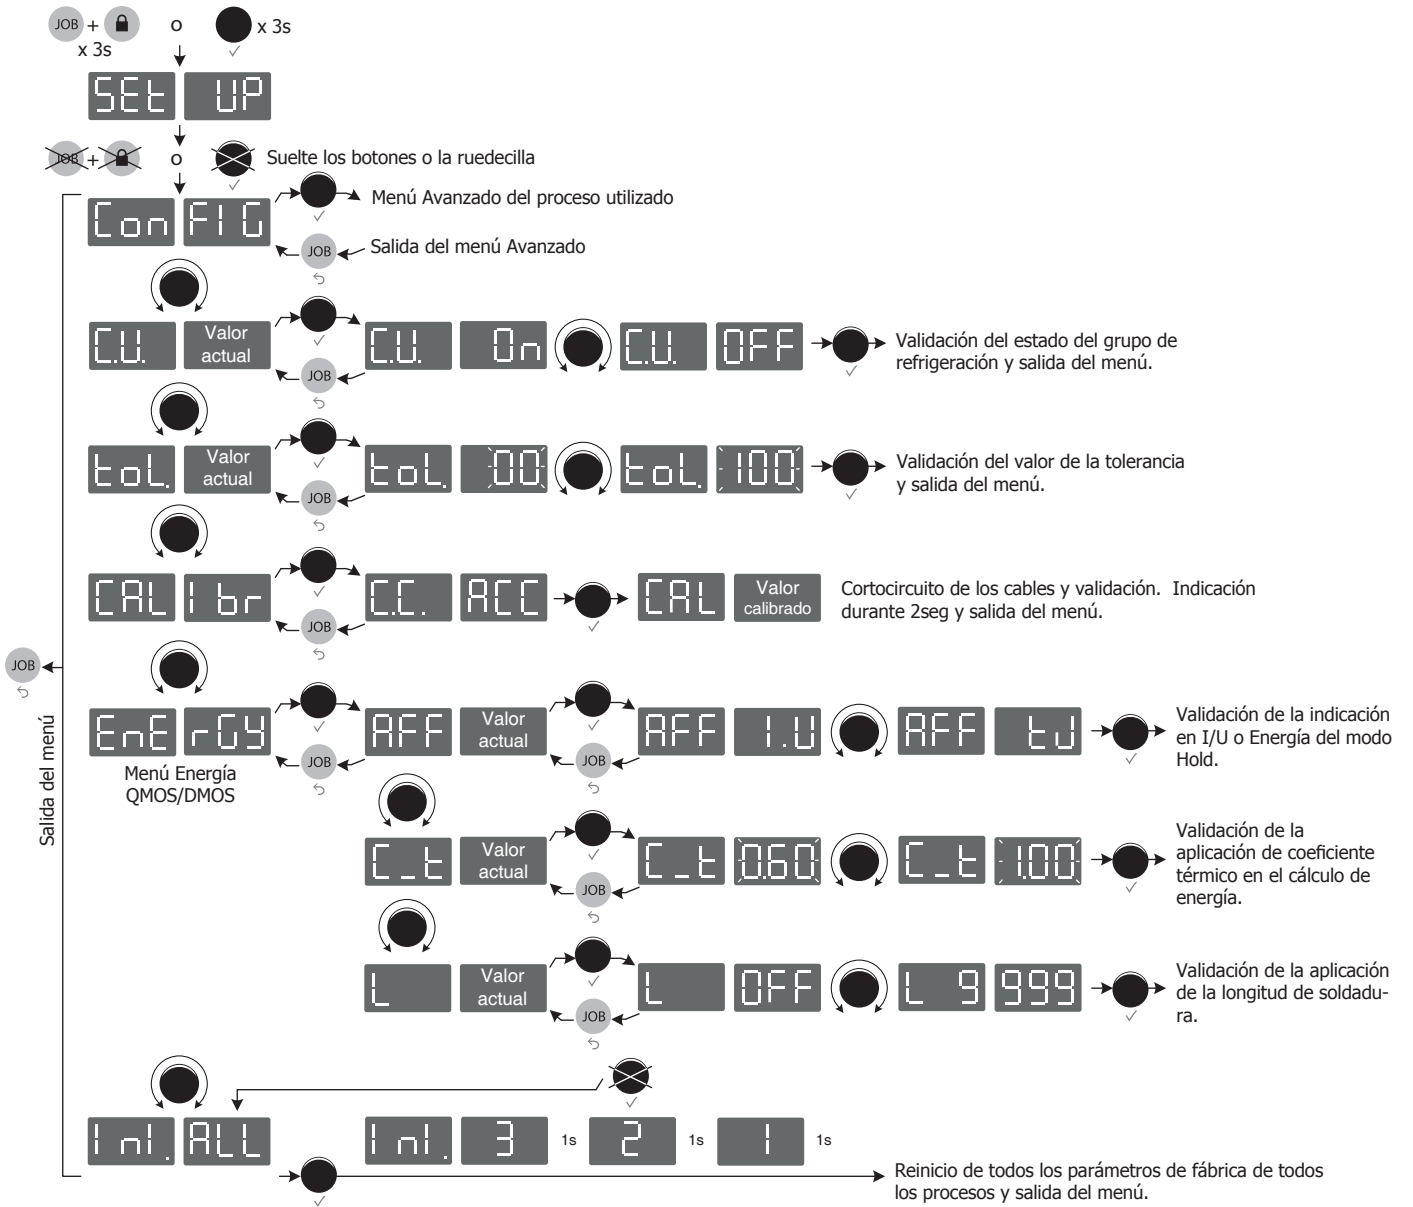 JOB + o x 3s
x 3s
SEt UP
JOB + o Suelte los botones o la ruedecilla
Con FIG
Menú Avanzado del proceso utilizado
JOB Salida del menú Avanzado
C.U. Valor actual
JOB
C.U. On
C.U. OFF
Validación del estado del grupo de
refrigeración y salida del menú.
toL. Valor actual
JOB
toL. 00
toL. 100
Validación del valor de la tolerancia
y salida del menú.
CAL Ibr
JOB
C.C. ACC
CAL Valor calibrado
Cortocircuito de los cables y validación. Indicación
durante 2seg y salida del menú.
JOB
Salida del menú
EnE rGY
Menú Energía
QMOS/DMOS
JOB
AFF Valor actual
JOB
AFF I.U
AFF tJ
Validación de la indicación
en I/U o Energía del modo
Hold.
C_t Valor actual
JOB
C_t 0.60
C_t 1.00
Validación de la
aplicación de coeficiente
térmico en el cálculo de
energía.
L Valor actual
JOB
L OFF
L 9 999
Validación de la aplicación
de la longitud de soldadu-
ra.
InI. ALL
InI. 3 1s 2 1s 1 1s
Reinicio de todos los parámetros de fábrica de todos
los procesos y salida del menú.